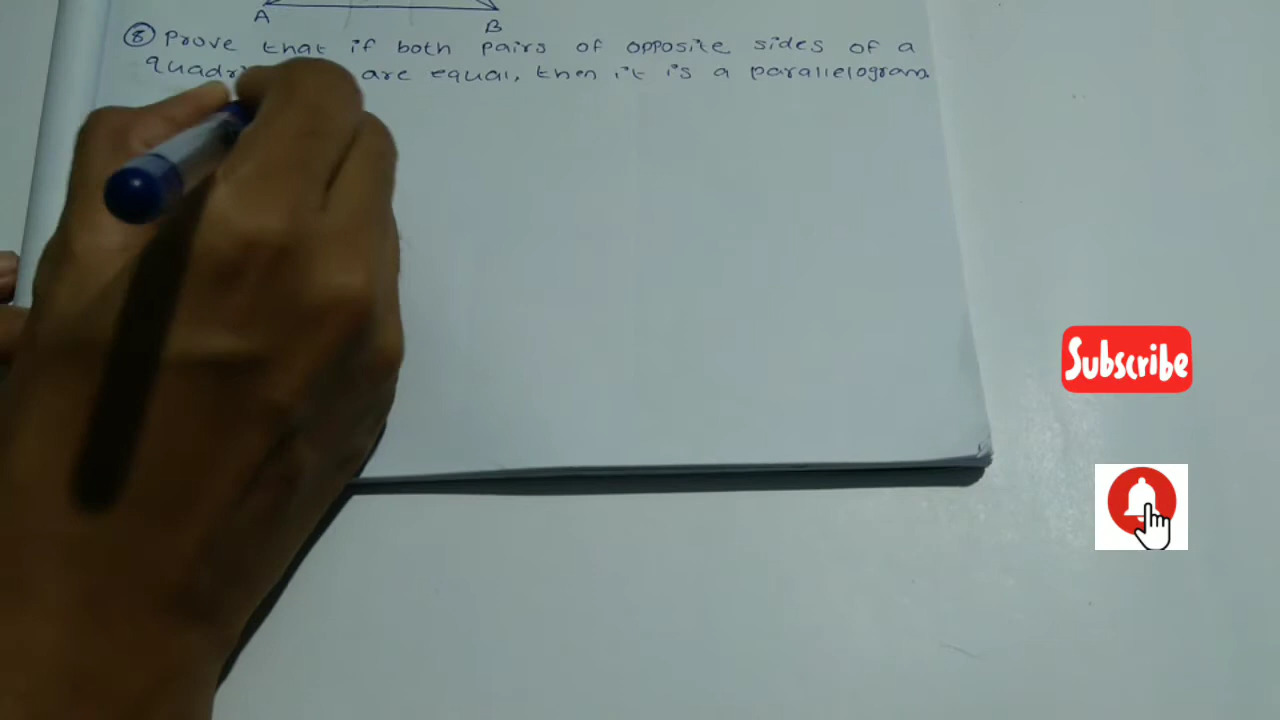 A
B
⑧ Prove that if both pairs of opposite sides of a
are equal, then it is a parallelogram.
Subscribe